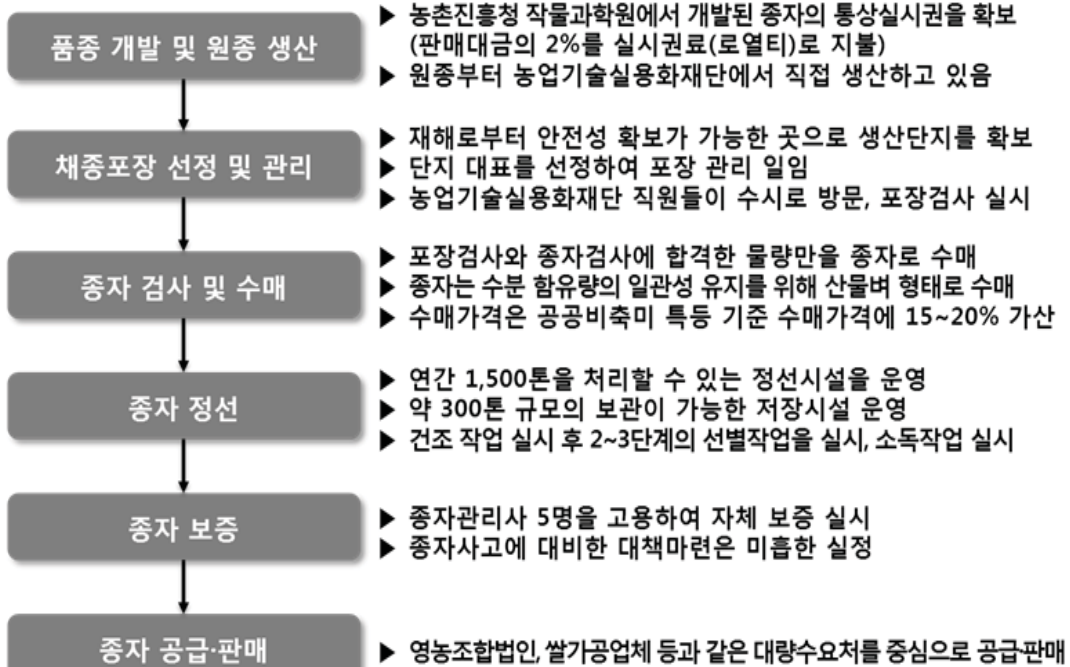 품종 개발 및 원종 생산
▶ 농촌진흥청 작물과학원에서 개발된 종자의 통상실시권을 확보
(판매대금의 2%를 실시권료(로열티)로 지불)
▶ 원종부터 농업기술실용화재단에서 직접 생산하고 있음
채종포장 선정 및 관리
▶ 재해로부터 안전성 확보가 가능한 곳으로 생산단지를 확보
▶ 단지 대표를 선정하여 포장 관리 일임
▶ 농업기술실용화재단 직원들이 수시로 방문, 포장검사 실시
종자 검사 및 수매
▶ 포장검사와 종자검사에 합격한 물량만을 종자로 수매
▶ 종자는 수분 함유량의 일관성 유지를 위해 산물벼 형태로 수매
▶ 수매가격은 공공비축미 특등 기준 수매가격에 15~20% 가산
종자 정선
▶ 연간 1,500톤을 처리할 수 있는 정선시설을 운영
▶ 약 300톤 규모의 보관이 가능한 저장시설 운영
▶ 건조 작업 실시 후 2~3단계의 선별작업을 실시, 소독작업 실시
종자 보증
▶ 종자관리사 5명을 고용하여 자체 보증 실시
▶ 종자사고에 대비한 대책마련은 미흡한 실정
종자 공급·판매
▶ 영농조합법인, 쌀가공업체 등과 같은 대량수요처를 중심으로 공급·판매